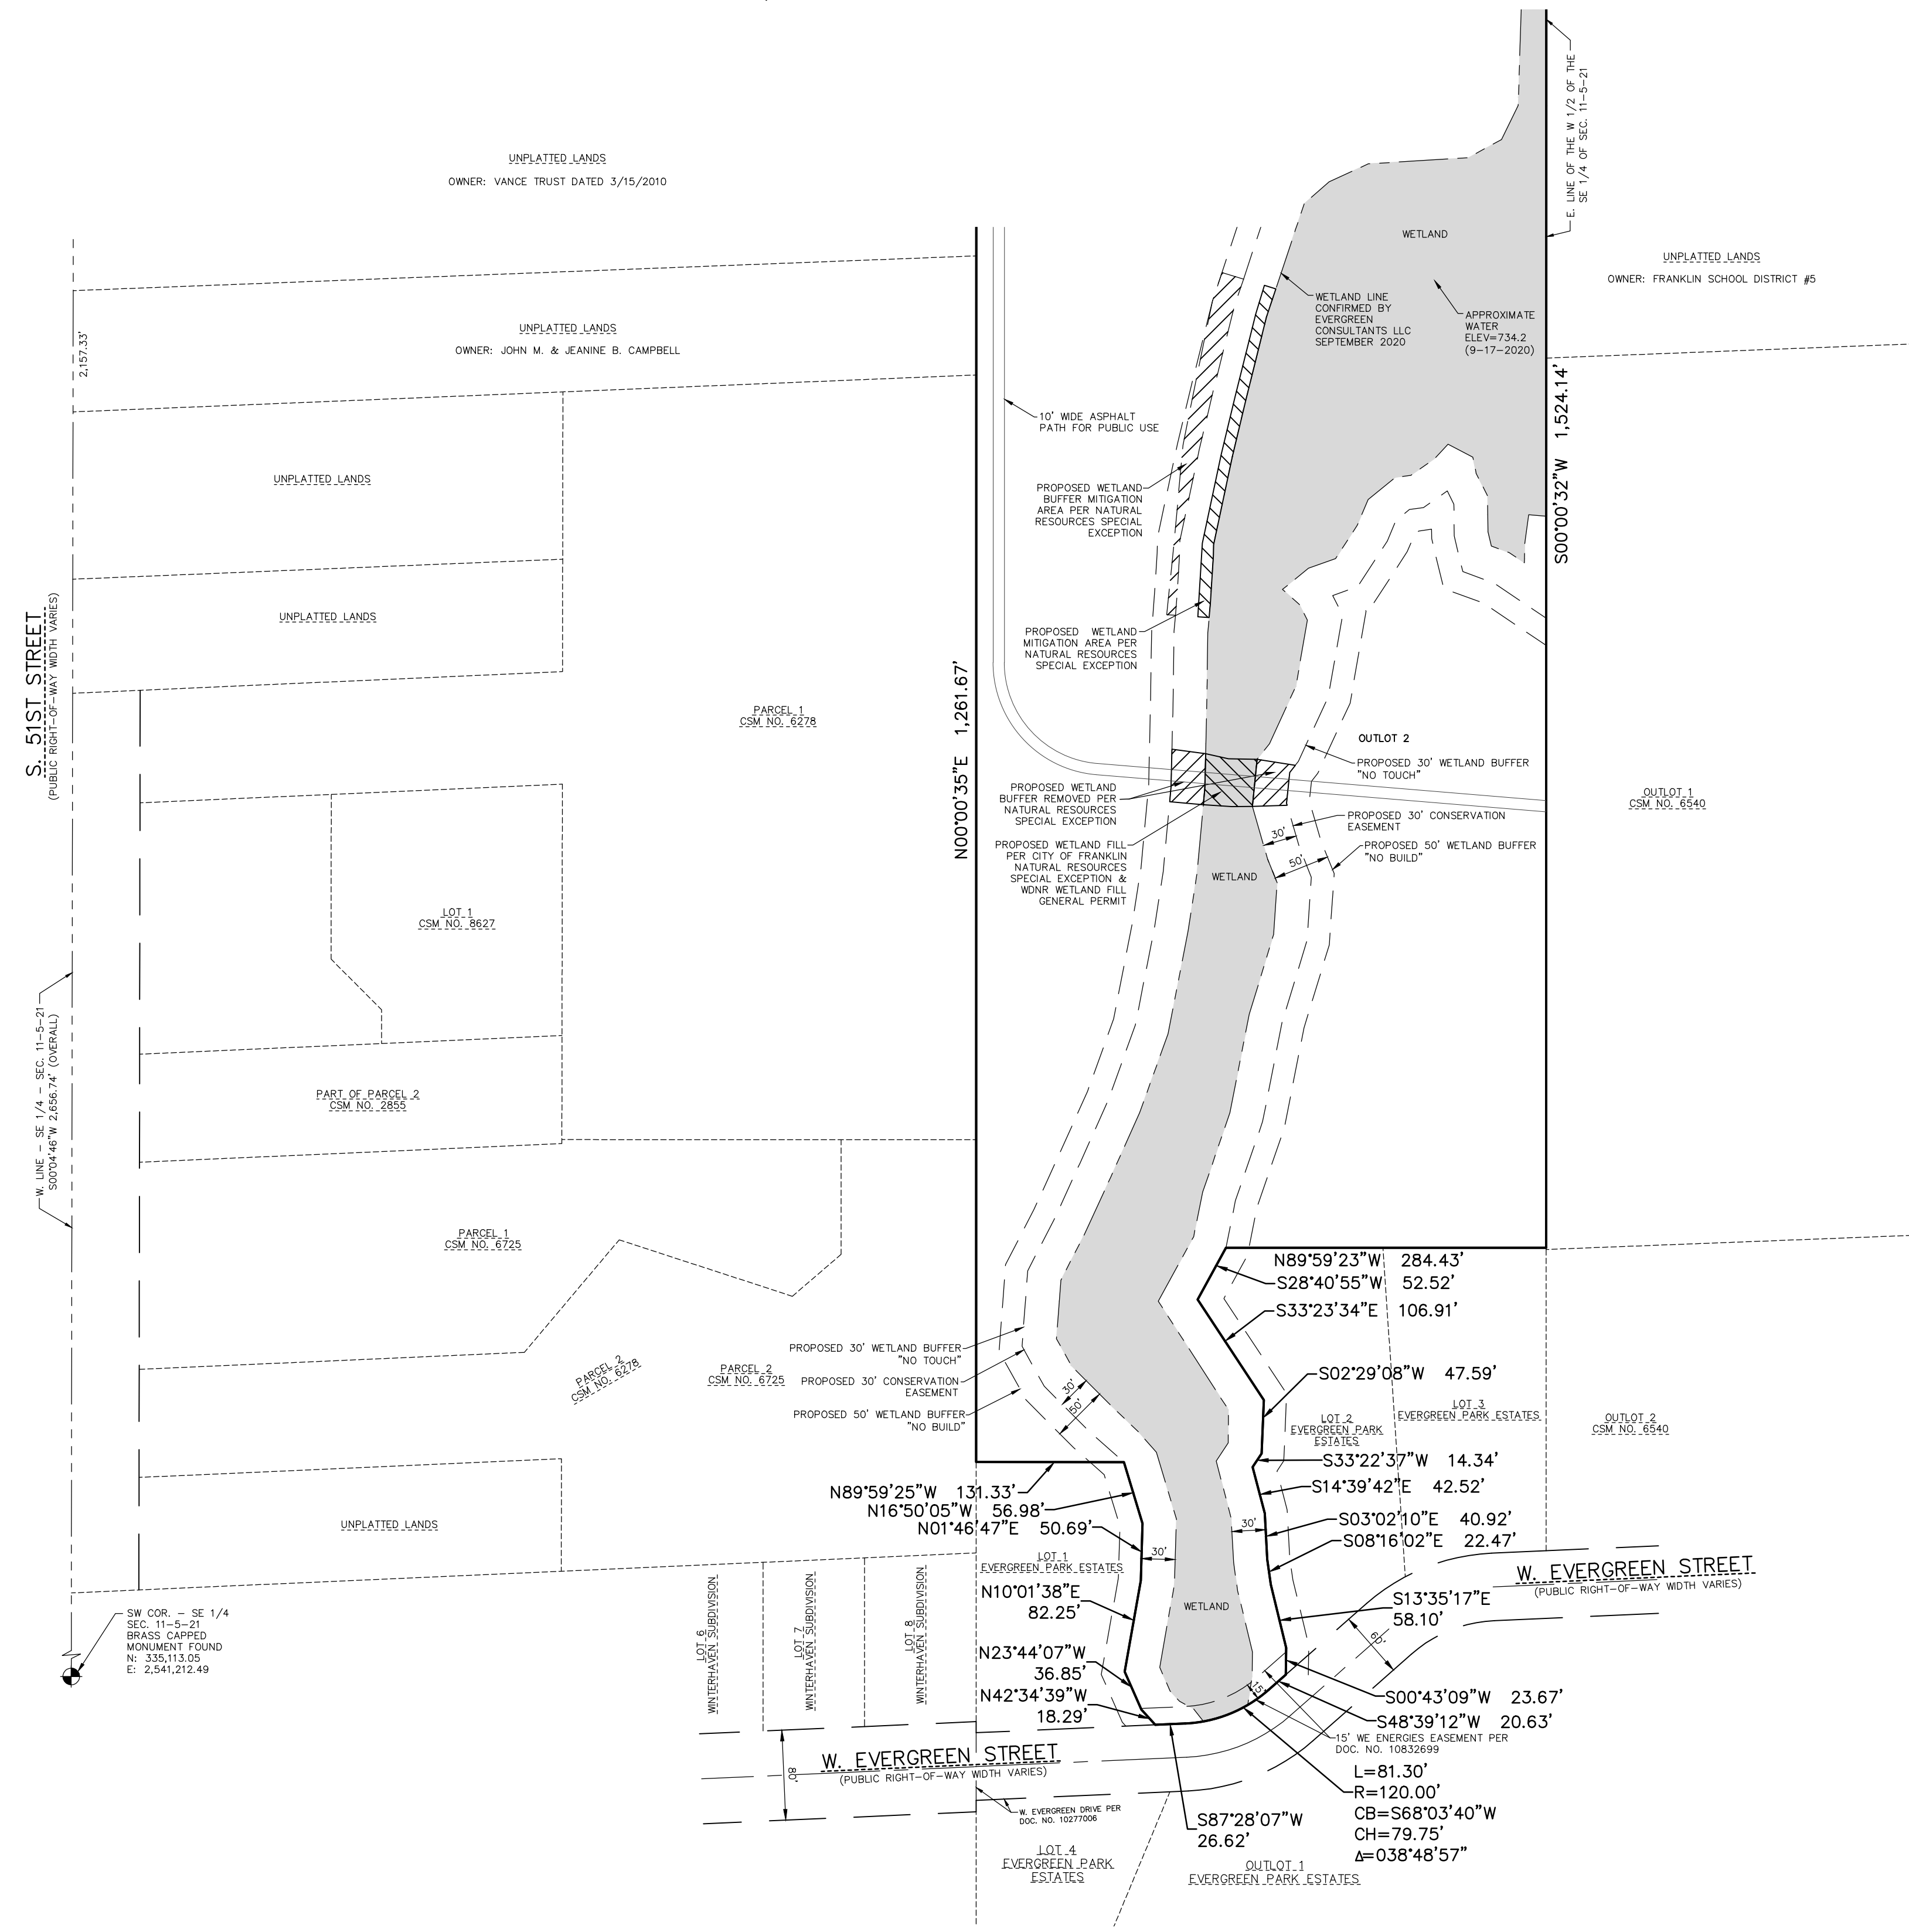 UNPLATTED LANDS
OWNER: VANCE TRUST DATED 3/15/2010
E. LINE OF THE W 1/2 OF THE
SE 1/4 OF SEC. 11-5-21
WETLAND
UNPLATTED LANDS
OWNER: FRANKLIN SCHOOL DISTRICT #5
WETLAND LINE
CONFIRMED BY
EVERGREEN
CONSULTANTS LLC
SEPTEMBER 2020
APPROXIMATE
WATER
ELEV=734.2
(9-17-2020)
2,157.33'
UNPLATTED LANDS
OWNER: JOHN M. & JEANINE B. CAMPBELL
S00°00'32"W 1,524.14'
10' WIDE ASPHALT
PATH FOR PUBLIC USE
UNPLATTED LANDS
PROPOSED WETLAND
BUFFER MITIGATION
AREA PER NATURAL
RESOURCES SPECIAL
EXCEPTION
UNPLATTED LANDS
PROPOSED WETLAND
MITIGATION AREA PER
NATURAL RESOURCES
SPECIAL EXCEPTION
S. 51ST STREET
(PUBLIC RIGHT-OF-WAY WIDTH VARIES)
PARCEL 1
CSM NO. 6278
N00°00'35"E 1,261.67'
OUTLOT 2
PROPOSED 30' WETLAND BUFFER
"NO TOUCH"
PROPOSED WETLAND
BUFFER REMOVED PER
NATURAL RESOURCES
SPECIAL EXCEPTION
OUTLOT 1
CSM NO. 6540
PROPOSED 30' CONSERVATION
EASEMENT
30'
PROPOSED 50' WETLAND BUFFER
"NO BUILD"
50'
PROPOSED WETLAND FILL
PER CITY OF FRANKLIN
NATURAL RESOURCES
SPECIAL EXCEPTION &
WDNR WETLAND FILL
GENERAL PERMIT
WETLAND
LOT 1
CSM NO. 8627
W. LINE - SE 1/4 - SEC. 11-5-21
S00°04'46"W 2,656.74' (OVERALL)
PART OF PARCEL 2
CSM NO. 2855
PARCEL 1
CSM NO. 6725
N89°59'23"W 284.43'
S28°40'55"W 52.52'
S33°23'34"E 106.91'
PROPOSED 30' WETLAND BUFFER
"NO TOUCH"
PARCEL 2
CSM NO. 6278
PARCEL 2
CSM NO. 6725
PROPOSED 30' CONSERVATION
EASEMENT
PROPOSED 50' WETLAND BUFFER
"NO BUILD"
30'
50'
S02°29'08"W 47.59'
LOT 2
EVERGREEN PARK
ESTATES
LOT 3
EVERGREEN PARK ESTATES
OUTLOT 2
CSM NO. 6540
S33°22'37"W 14.34'
S14°39'42"E 42.52'
N89°59'25"W 131.33'
N16°50'05"W 56.98'
N01°46'47"E 50.69'
S03°02'10"E 40.92'
S08°16'02"E 22.47'
UNPLATTED LANDS
30'
30'
LOT 1
EVERGREEN PARK ESTATES
W. EVERGREEN STREET
(PUBLIC RIGHT-OF-WAY WIDTH VARIES)
N10°01'38"E
82.25'
WETLAND
S13°35'17"E
58.10'
60'
SW COR. - SE 1/4
SEC. 11-5-21
BRASS CAPPED
MONUMENT FOUND
N: 335,113.05
E: 2,541,212.49
LOT 6
WINTERHAVEN SUBDIVISION
LOT 7
WINTERHAVEN SUBDIVISION
LOT 8
WINTERHAVEN SUBDIVISION
N23°44'07"W
36.85'
N42°34'39"W
18.29'
15'
S00°43'09"W 23.67'
S48°39'12"W 20.63'
15' WE ENERGIES EASEMENT PER
DOC. NO. 10832699
W. EVERGREEN STREET
(PUBLIC RIGHT-OF-WAY WIDTH VARIES)
80'
W. EVERGREEN DRIVE PER
DOC. NO. 10277006
L=81.30'
R=120.00'
CB=S68°03'40"W
CH=79.75'
Δ=038°48'57"
S87°28'07"W
26.62'
LOT 4
EVERGREEN PARK
ESTATES
OUTLOT 1
EVERGREEN PARK ESTATES